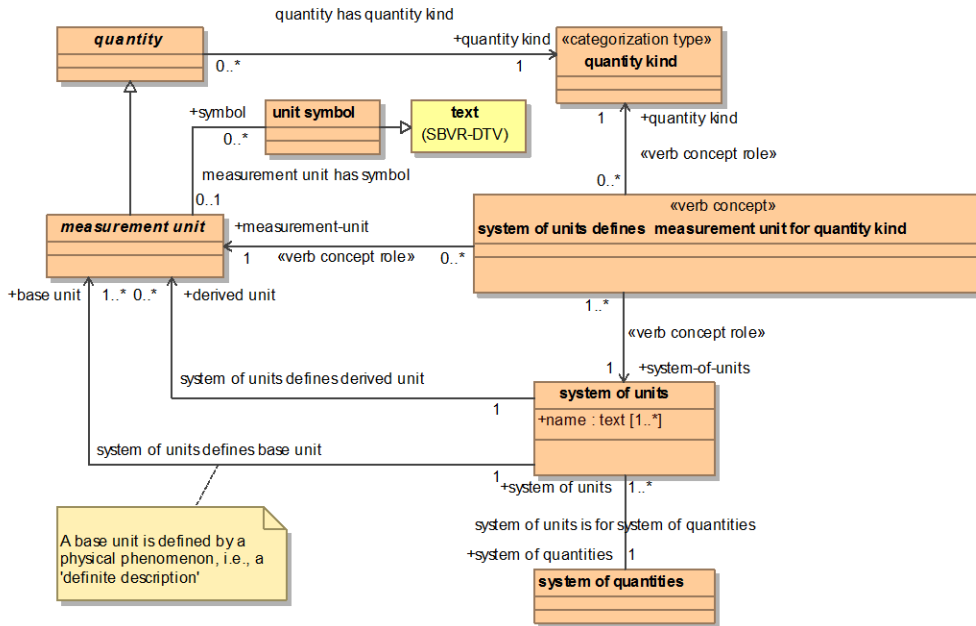 quantity has quantity kind
quantity
+quantity kind
0..*
1
«categorization type»
quantity kind
+symbol
0..*
unit symbol
text
(SBVR-DTV)
1
+quantity kind
«verb concept role»
0..*
measurement unit has symbol
0..1
measurement unit
+measurement-unit
1
«verb concept role»
0..*
«verb concept»
system of units defines measurement unit for quantity kind
+base unit
1..*
0..*
+derived unit
1..*
«verb concept role»
1
+system-of-units
system of units defines derived unit
1
system of units
+name : text [1..*]
system of units defines base unit
1
+system of units
1..*
A base unit is defined by a
physical phenomenon, i.e., a
'definite description'
system of units is for system of quantities
+system of quantities
1
system of quantities